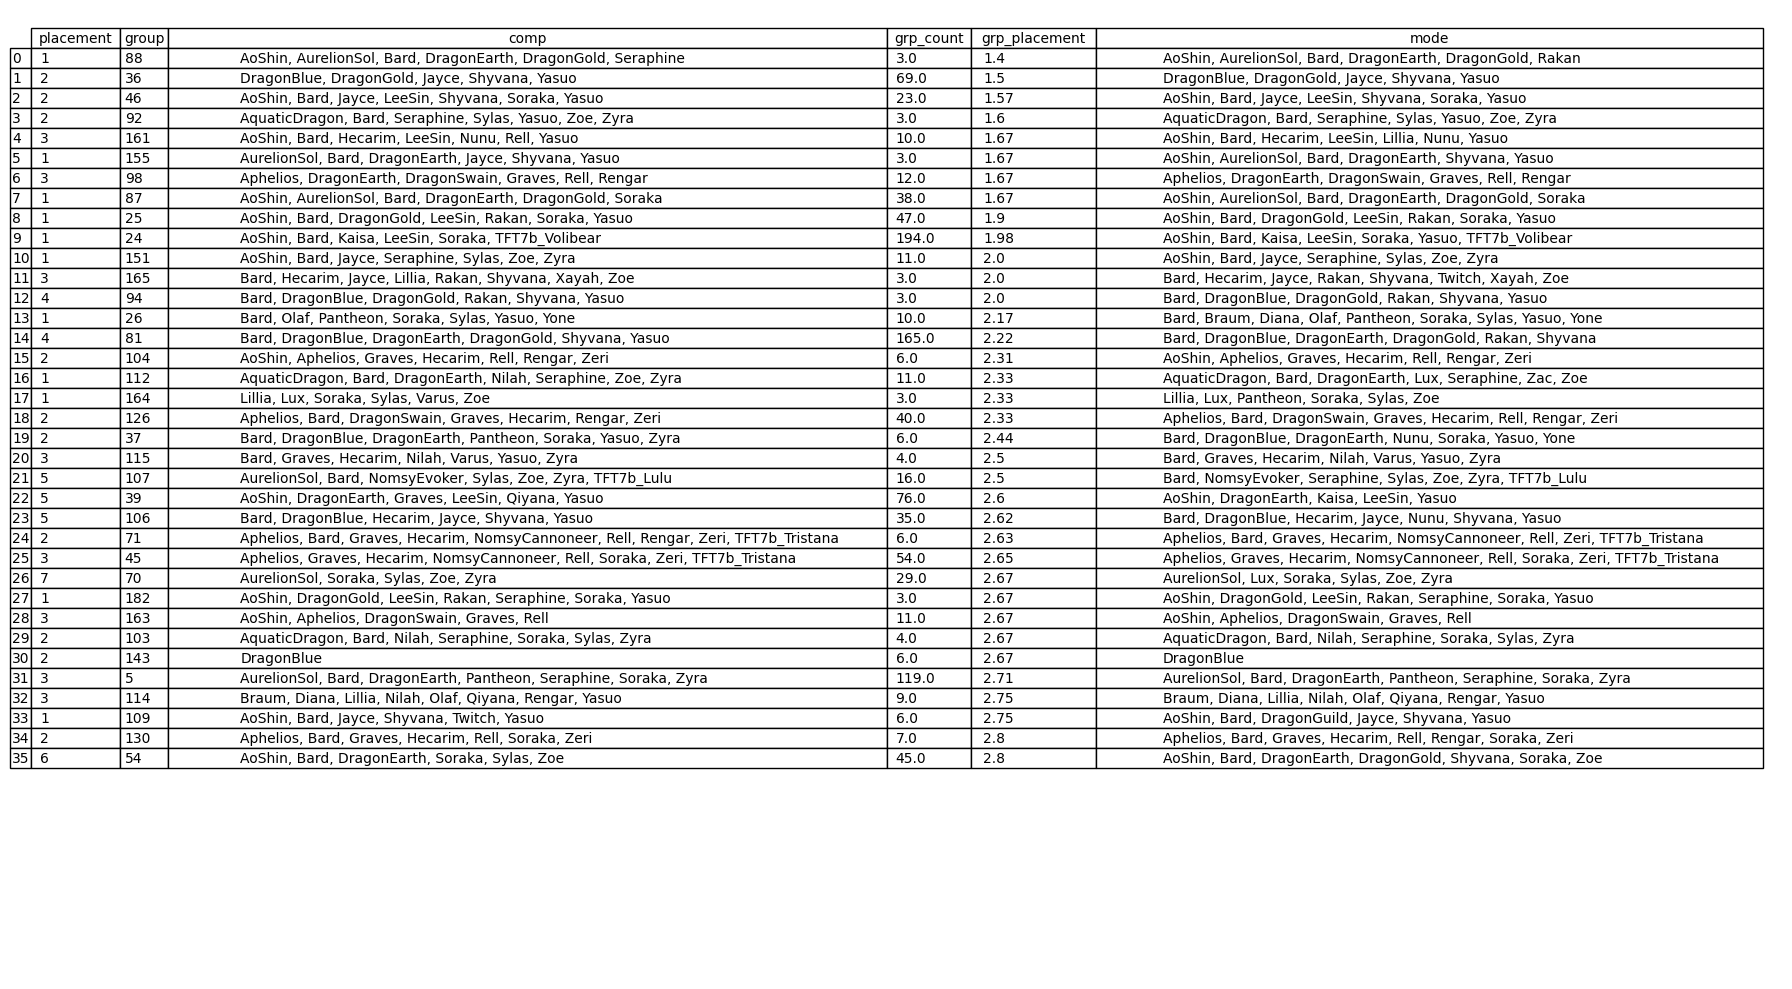 placement group comp grp_count grp_placement mode
0 1 88 AoShin, AurelionSol, Bard, DragonEarth, DragonGold, Seraphine 3.0 1.4 AoShin, AurelionSol, Bard, DragonEarth, DragonGold, Rakan
1 2 36 DragonBlue, DragonGold, Jayce, Shyvana, Yasuo 69.0 1.5 DragonBlue, DragonGold, Jayce, Shyvana, Yasuo
2 2 46 AoShin, Bard, Jayce, LeeSin, Shyvana, Soraka, Yasuo 23.0 1.57 AoShin, Bard, Jayce, LeeSin, Shyvana, Soraka, Yasuo
3 2 92 AquaticDragon, Bard, Seraphine, Sylas, Yasuo, Zoe, Zyra 3.0 1.6 AquaticDragon, Bard, Seraphine, Sylas, Yasuo, Zoe, Zyra
4 3 161 AoShin, Bard, Hecarim, LeeSin, Nunu, Rell, Yasuo 10.0 1.67 AoShin, Bard, Hecarim, LeeSin, Lillia, Nunu, Yasuo
5 1 155 AurelionSol, Bard, DragonEarth, Jayce, Shyvana, Yasuo 3.0 1.67 AoShin, AurelionSol, Bard, DragonEarth, Shyvana, Yasuo
6 3 98 Aphelios, DragonEarth, DragonSwain, Graves, Rell, Rengar 12.0 1.67 Aphelios, DragonEarth, DragonSwain, Graves, Rell, Rengar
7 1 87 AoShin, AurelionSol, Bard, DragonEarth, DragonGold, Soraka 38.0 1.67 AoShin, AurelionSol, Bard, DragonEarth, DragonGold, Soraka
8 1 25 AoShin, Bard, DragonGold, LeeSin, Rakan, Soraka, Yasuo 47.0 1.9 AoShin, Bard, DragonGold, LeeSin, Rakan, Soraka, Yasuo
9 1 24 AoShin, Bard, Kaisa, LeeSin, Soraka, TFT7b_Volibear 194.0 1.98 AoShin, Bard, Kaisa, LeeSin, Soraka, Yasuo, TFT7b_Volibear
10 1 151 AoShin, Bard, Jayce, Seraphine, Sylas, Zoe, Zyra 11.0 2.0 AoShin, Bard, Jayce, Seraphine, Sylas, Zoe, Zyra
11 3 165 Bard, Hecarim, Jayce, Lillia, Rakan, Shyvana, Xayah, Zoe 3.0 2.0 Bard, Hecarim, Jayce, Rakan, Shyvana, Twitch, Xayah, Zoe
12 4 94 Bard, DragonBlue, DragonGold, Rakan, Shyvana, Yasuo 3.0 2.0 Bard, DragonBlue, DragonGold, Rakan, Shyvana, Yasuo
13 1 26 Bard, Olaf, Pantheon, Soraka, Sylas, Yasuo, Yone 10.0 2.17 Bard, Braum, Diana, Olaf, Pantheon, Soraka, Sylas, Yasuo, Yone
14 4 81 Bard, DragonBlue, DragonEarth, DragonGold, Shyvana, Yasuo 165.0 2.22 Bard, DragonBlue, DragonEarth, DragonGold, Rakan, Shyvana
15 2 104 AoShin, Aphelios, Graves, Hecarim, Rell, Rengar, Zeri 6.0 2.31 AoShin, Aphelios, Graves, Hecarim, Rell, Rengar, Zeri
16 1 112 AquaticDragon, Bard, DragonEarth, Nilah, Seraphine, Zoe, Zyra 11.0 2.33 AquaticDragon, Bard, DragonEarth, Lux, Seraphine, Zac, Zoe
17 1 164 Lillia, Lux, Soraka, Sylas, Varus, Zoe 3.0 2.33 Lillia, Lux, Pantheon, Soraka, Sylas, Zoe
18 2 126 Aphelios, Bard, DragonSwain, Graves, Hecarim, Rengar, Zeri 40.0 2.33 Aphelios, Bard, DragonSwain, Graves, Hecarim, Rell, Rengar, Zeri
19 2 37 Bard, DragonBlue, DragonEarth, Pantheon, Soraka, Yasuo, Zyra 6.0 2.44 Bard, DragonBlue, DragonEarth, Nunu, Soraka, Yasuo, Yone
20 3 115 Bard, Graves, Hecarim, Nilah, Varus, Yasuo, Zyra 4.0 2.5 Bard, Graves, Hecarim, Nilah, Varus, Yasuo, Zyra
21 5 107 AurelionSol, Bard, NomsyEvoker, Sylas, Zoe, Zyra, TFT7b_Lulu 16.0 2.5 Bard, NomsyEvoker, Seraphine, Sylas, Zoe, Zyra, TFT7b_Lulu
22 5 39 AoShin, DragonEarth, Graves, LeeSin, Qiyana, Yasuo 76.0 2.6 AoShin, DragonEarth, Kaisa, LeeSin, Yasuo
23 5 106 Bard, DragonBlue, Hecarim, Jayce, Shyvana, Yasuo 35.0 2.62 Bard, DragonBlue, Hecarim, Jayce, Nunu, Shyvana, Yasuo
24 2 71 Aphelios, Bard, Graves, Hecarim, NomsyCannoneer, Rell, Rengar, Zeri, TFT7b_Tristana 6.0 2.63 Aphelios, Bard, Graves, Hecarim, NomsyCannoneer, Rell, Zeri, TFT7b_Tristana
25 3 45 Aphelios, Graves, Hecarim, NomsyCannoneer, Rell, Soraka, Zeri, TFT7b_Tristana 54.0 2.65 Aphelios, Graves, Hecarim, NomsyCannoneer, Rell, Soraka, Zeri, TFT7b_Tristana
26 7 70 AurelionSol, Soraka, Sylas, Zoe, Zyra 29.0 2.67 AurelionSol, Lux, Soraka, Sylas, Zoe, Zyra
27 1 182 AoShin, DragonGold, LeeSin, Rakan, Seraphine, Soraka, Yasuo 3.0 2.67 AoShin, DragonGold, LeeSin, Rakan, Seraphine, Soraka, Yasuo
28 3 163 AoShin, Aphelios, DragonSwain, Graves, Rell 11.0 2.67 AoShin, Aphelios, DragonSwain, Graves, Rell
29 2 103 AquaticDragon, Bard, Nilah, Seraphine, Soraka, Sylas, Zyra 4.0 2.67 AquaticDragon, Bard, Nilah, Seraphine, Soraka, Sylas, Zyra
30 2 143 DragonBlue 6.0 2.67 DragonBlue
31 3 5 AurelionSol, Bard, DragonEarth, Pantheon, Seraphine, Soraka, Zyra 119.0 2.71 AurelionSol, Bard, DragonEarth, Pantheon, Seraphine, Soraka, Zyra
32 3 114 Braum, Diana, Lillia, Nilah, Olaf, Qiyana, Rengar, Yasuo 9.0 2.75 Braum, Diana, Lillia, Nilah, Olaf, Qiyana, Rengar, Yasuo
33 1 109 AoShin, Bard, Jayce, Shyvana, Twitch, Yasuo 6.0 2.75 AoShin, Bard, DragonGuild, Jayce, Shyvana, Yasuo
34 2 130 Aphelios, Bard, Graves, Hecarim, Rell, Soraka, Zeri 7.0 2.8 Aphelios, Bard, Graves, Hecarim, Rell, Rengar, Soraka, Zeri
35 6 54 AoShin, Bard, DragonEarth, Soraka, Sylas, Zoe 45.0 2.8 AoShin, Bard, DragonEarth, DragonGold, Shyvana, Soraka, Zoe